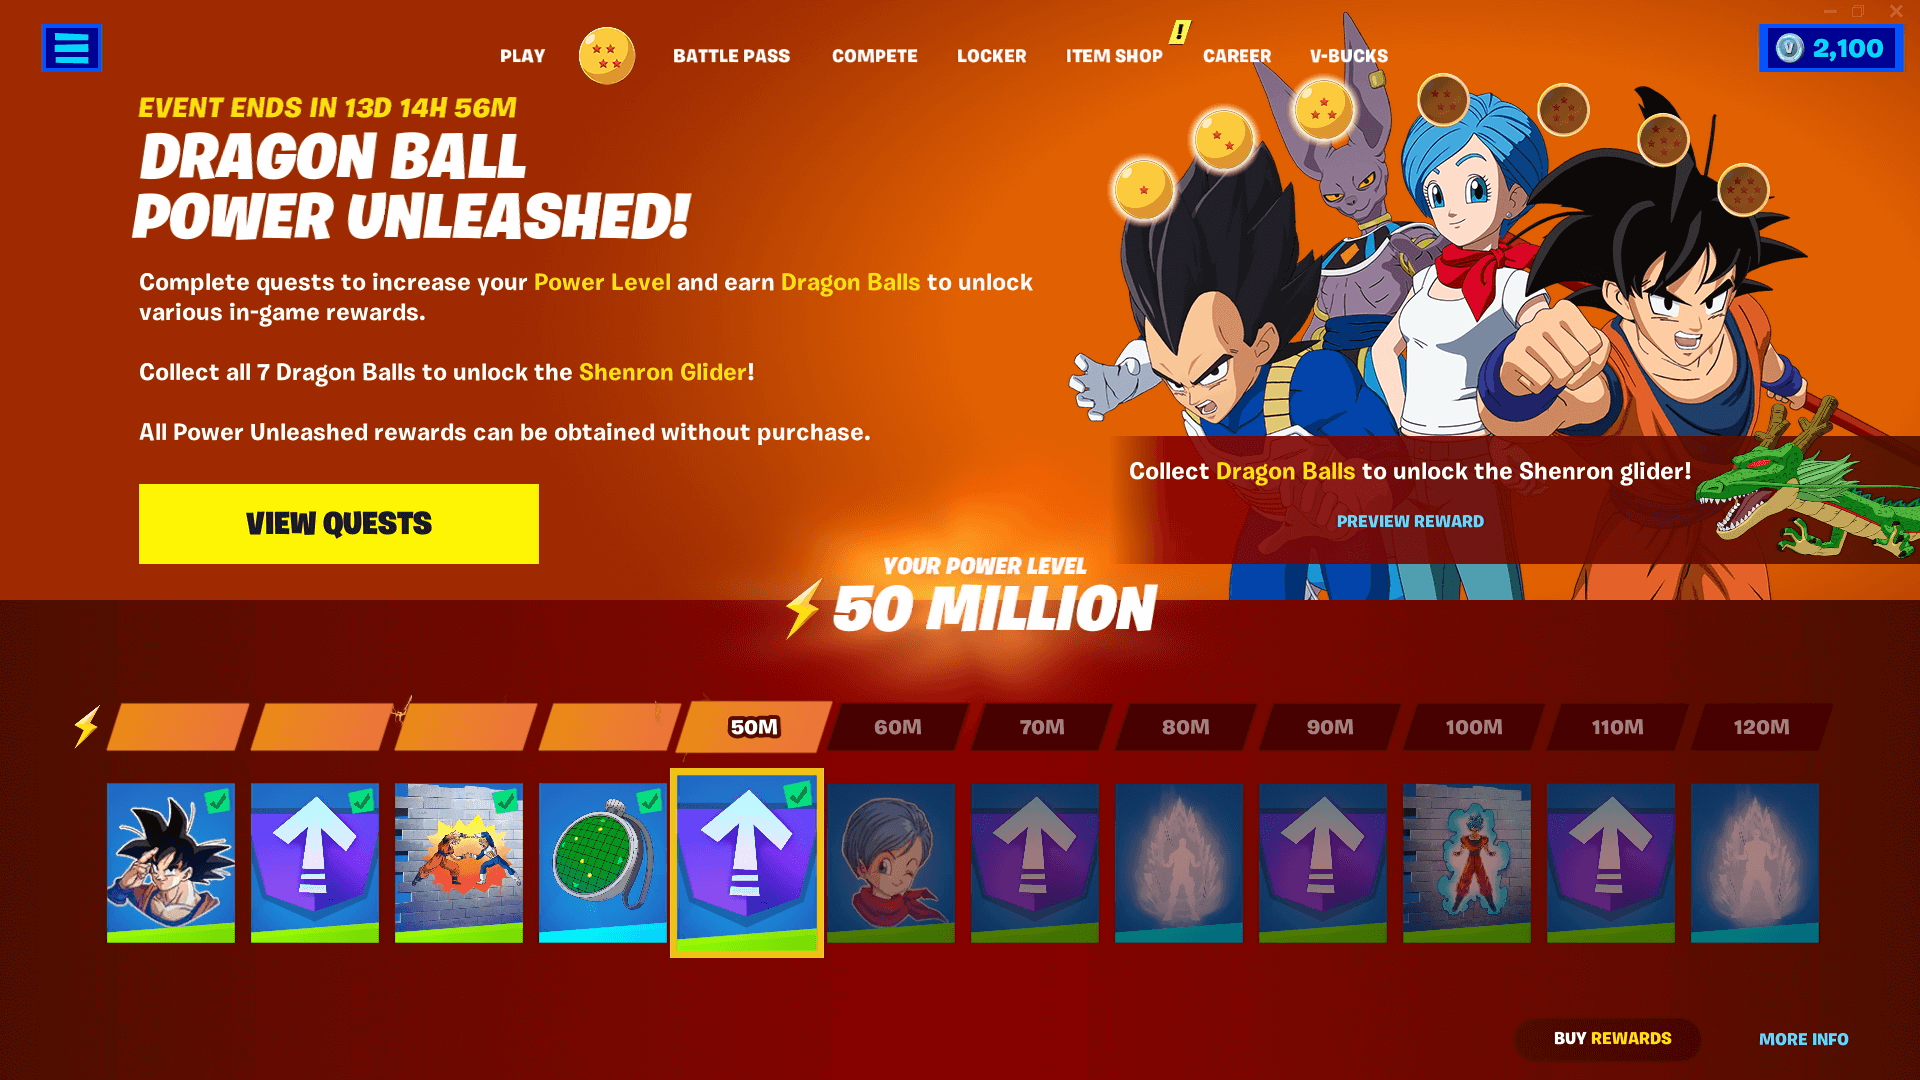 PLAY
BATTLE PASS
COMPETE
LOCKER
ITEM SHOP
!
CAREER
V-BUCKS
V 2,100
EVENT ENDS IN 13D 14H 56M
DRAGON BALL
POWER UNLEASHED!
Complete quests to increase your Power Level and earn Dragon Balls to unlock
various in-game rewards.
Collect all 7 Dragon Balls to unlock the Shenron Glider!
All Power Unleashed rewards can be obtained without purchase.
VIEW QUESTS
Collect Dragon Balls to unlock the Shenron glider!
PREVIEW REWARD
YOUR POWER LEVEL
50 MILLION
50M
60M
70M
80M
90M
100M
110M
120M
BUY REWARDS
MORE INFO